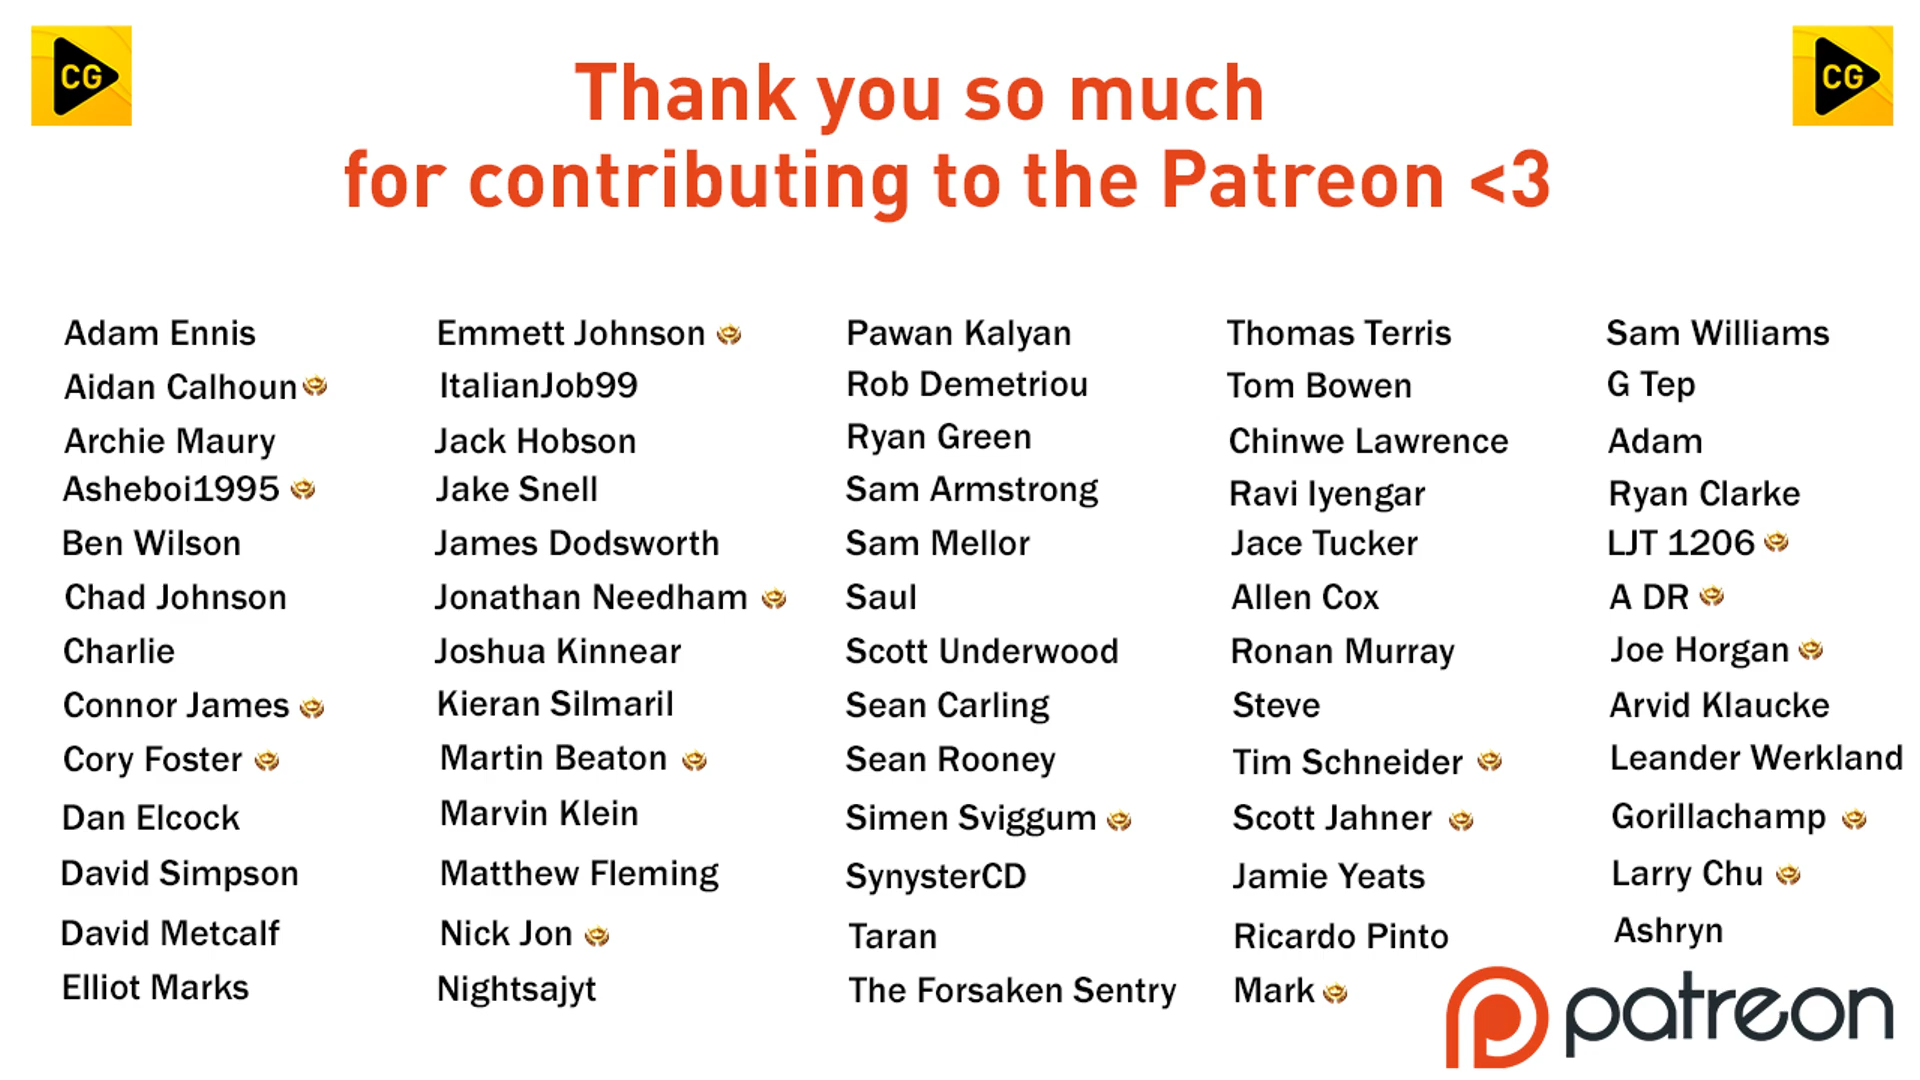 CG
CG
Thank you so much
for contributing to the Patreon <3
Adam Ennis
Aidan Calhoun
Archie Maury
Asheboi1995
Ben Wilson
Chad Johnson
Charlie
Connor James
Cory Foster
Dan Elcock
David Simpson
David Metcalf
Elliot Marks
Emmett Johnson
ItalianJob99
Jack Hobson
Jake Snell
James Dodsworth
Jonathan Needham
Joshua Kinnear
Kieran Silmaril
Martin Beaton
Marvin Klein
Matthew Fleming
Nick Jon
Nightsajyt
Pawan Kalyan
Rob Demetriou
Ryan Green
Sam Armstrong
Sam Mellor
Saul
Scott Underwood
Sean Carling
Sean Rooney
Simen Sviggum
SynysterCD
Taran
The Forsaken Sentry
Thomas Terris
Tom Bowen
Chinwe Lawrence
Ravi Iyengar
Jace Tucker
Allen Cox
Ronan Murray
Steve
Tim Schneider
Scott Jahner
Jamie Yeats
Ricardo Pinto
Mark
Sam Williams
G Tep
Adam
Ryan Clarke
LJT 1206
A DR
Joe Horgan
Arvid Klaucke
Leander Werkland
Gorillachamp
Larry Chu
Ashryn
patreon